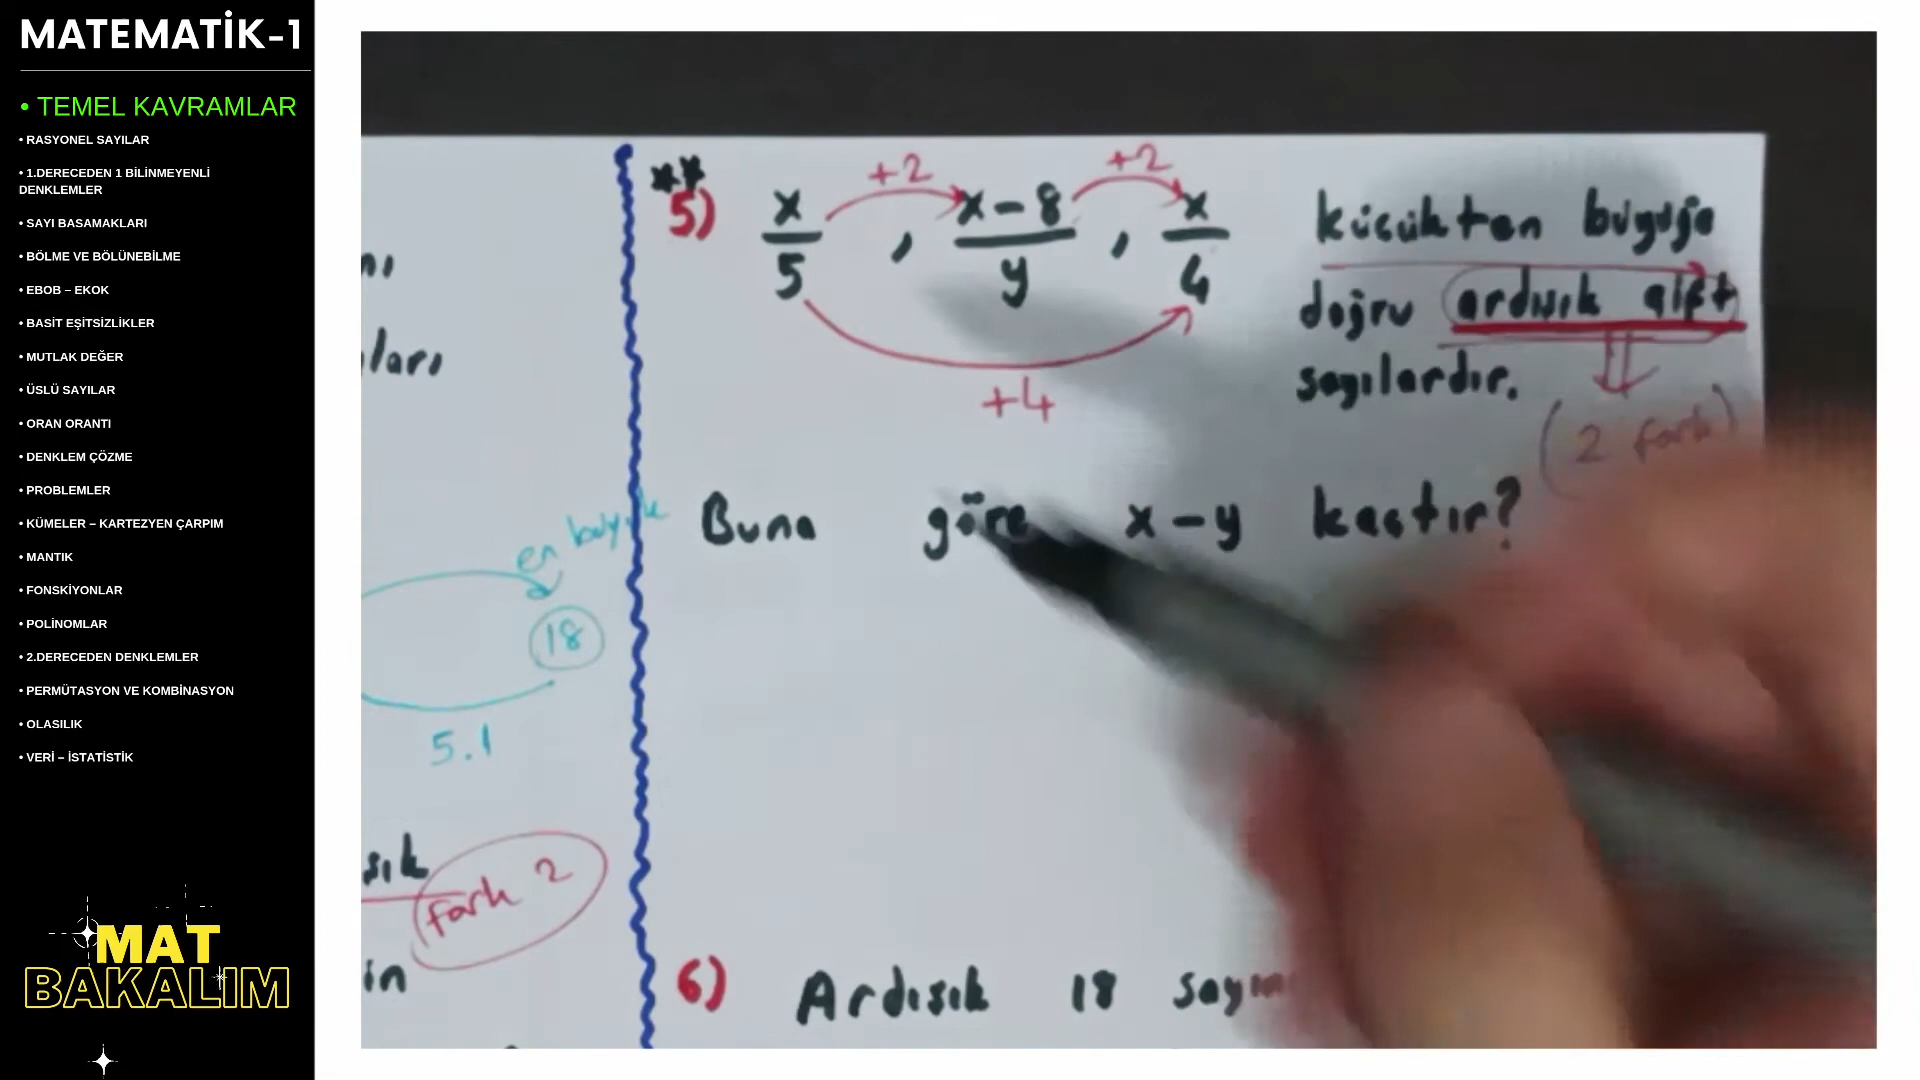 MATEMATİK-1
• TEMEL KAVRAMLAR
• RASYONEL SAYILAR
• 1.DERECEDEN 1 BİLİNMEYENLİ
DENKLEMLER
• SAYI BASAMAKLARI
• BÖLME VE BÖLÜNEBİLME
• EBOB – EKOK
• BASİT EŞİTSİZLİKLER
• MUTLAK DEĞER
• ÜSLÜ SAYILAR
• ORAN ORANTI
• DENKLEM ÇÖZME
• PROBLEMLER
• KÜMELER – KARTEZYEN ÇARPIM
• MANTIK
• FONSKİYONLAR
• POLİNOMLAR
• 2.DERECEDEN DENKLEMLER
• PERMÜTASYON VE KOMBİNASYON
• OLASILIK
• VERİ – İSTATİSTİK
MAT
BAKALIM
ları
en büyük
18
5.1
sık
fark 2
in
+2 +2
5) x/5 , x-8/y , x/4 küçükten büyüğe
doğru ardışık çift
sayılardır.
+4
(2 fark)
Buna göre x-y kaçtır?
6) Ardışık 18